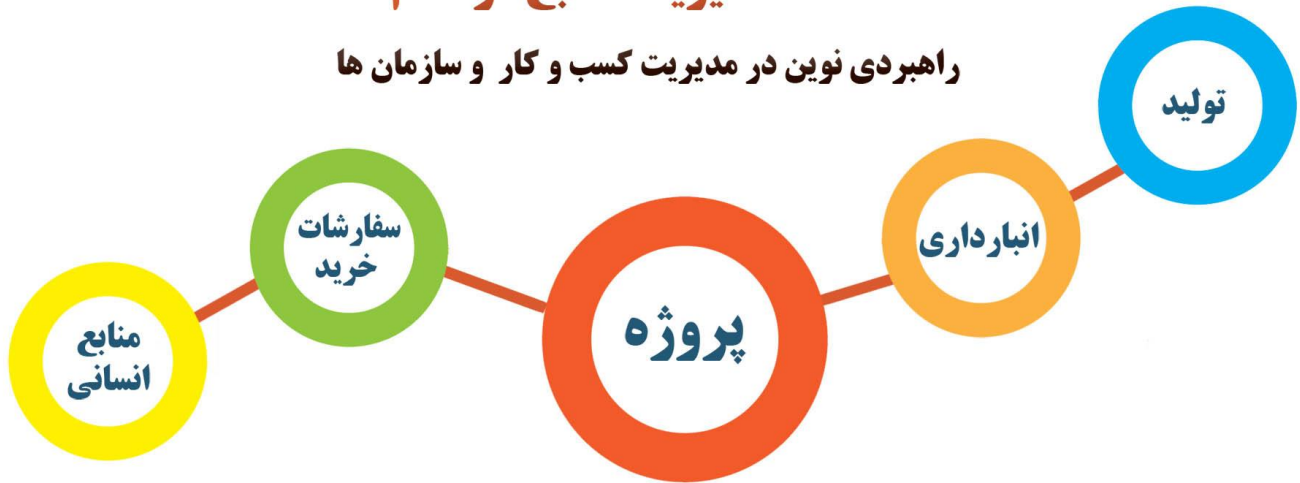 راهبردی نوین در مدیریت کسب و کار و سازمان ها
تولید
انبارداری
پروژه
سفارشات
خرید
منابع
انسانی